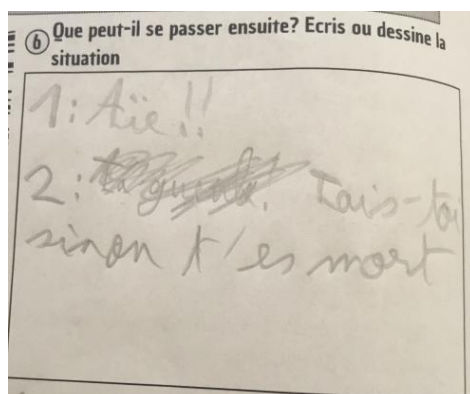 6 Que peut-il se passer ensuite? Ecris ou dessine la
situation
1: Aïe!!
2: Tais-toi
sinon t'es mort